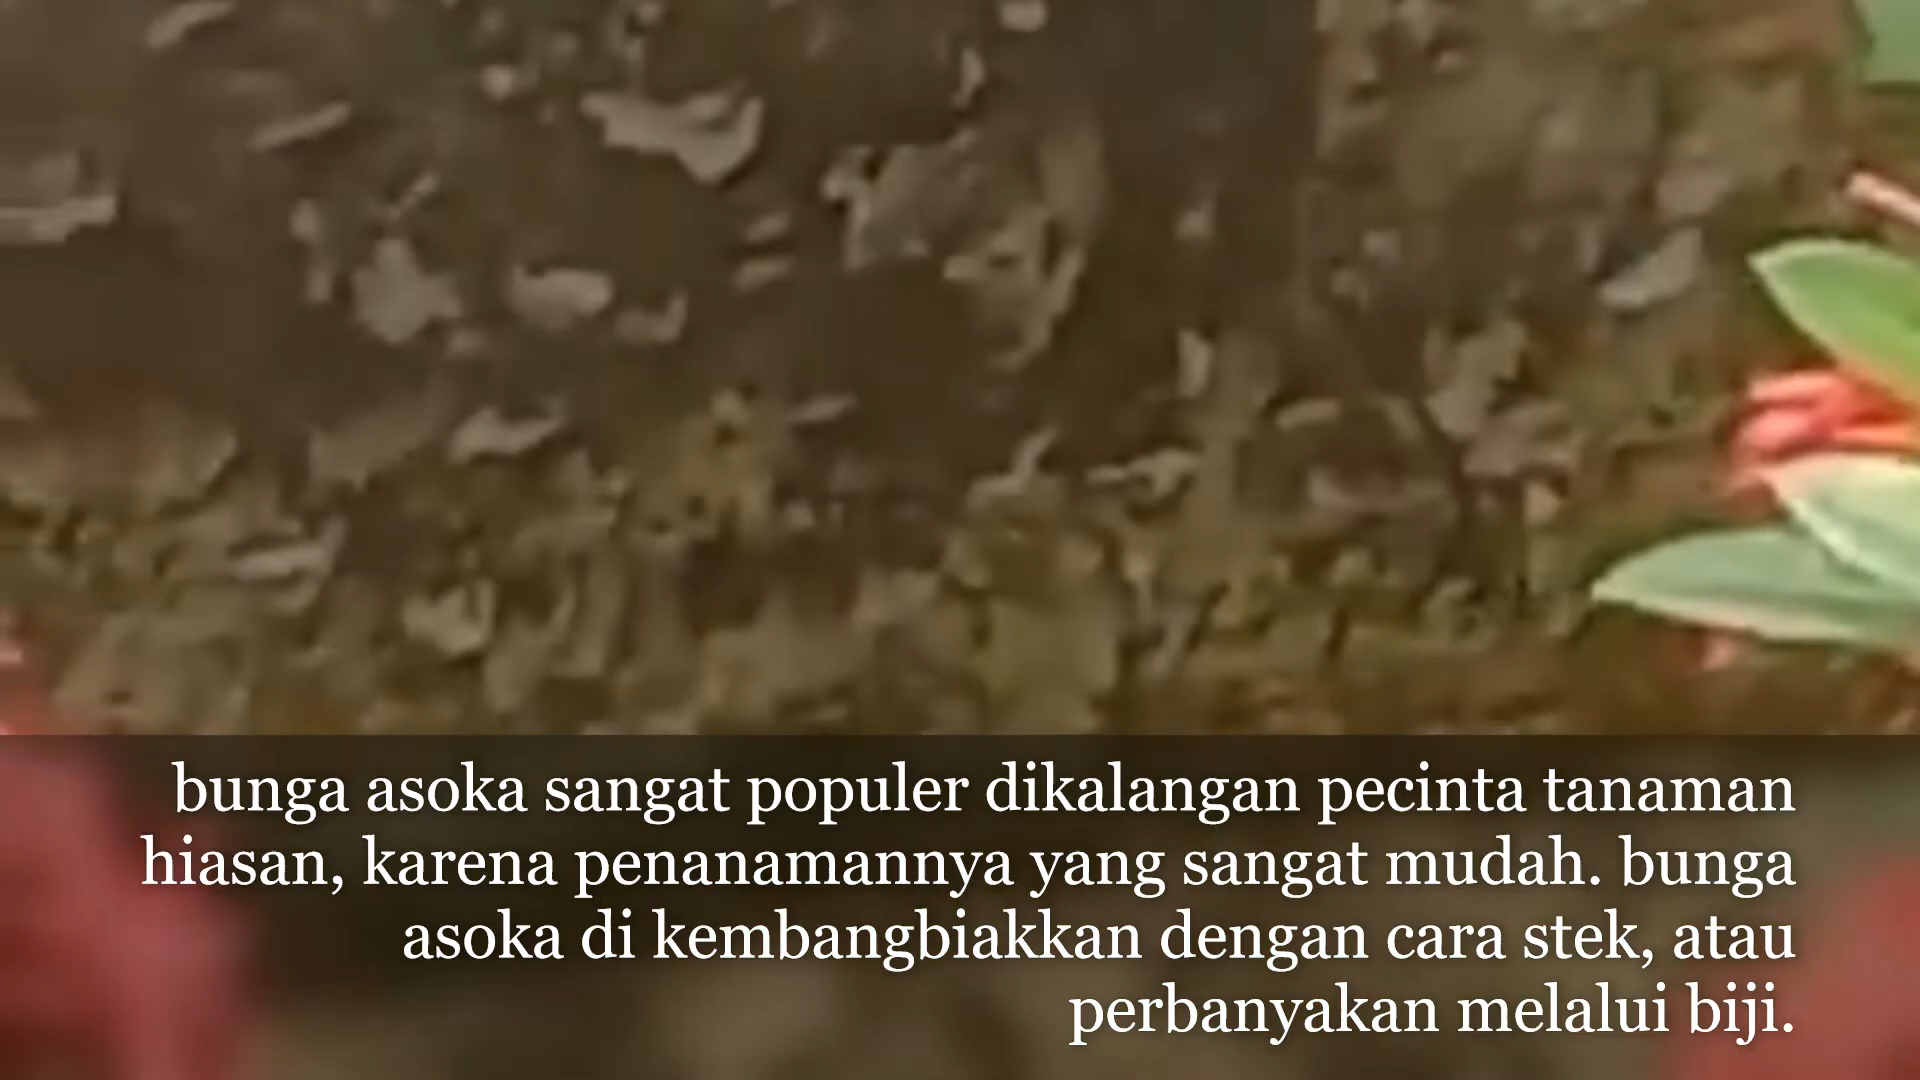 bunga asoka sangat populer dikalangan pecinta tanaman
hiasan, karena penanamannya yang sangat mudah. bunga
asoka di kembangbiakkan dengan cara stek, atau
perbanyakan melalui biji.